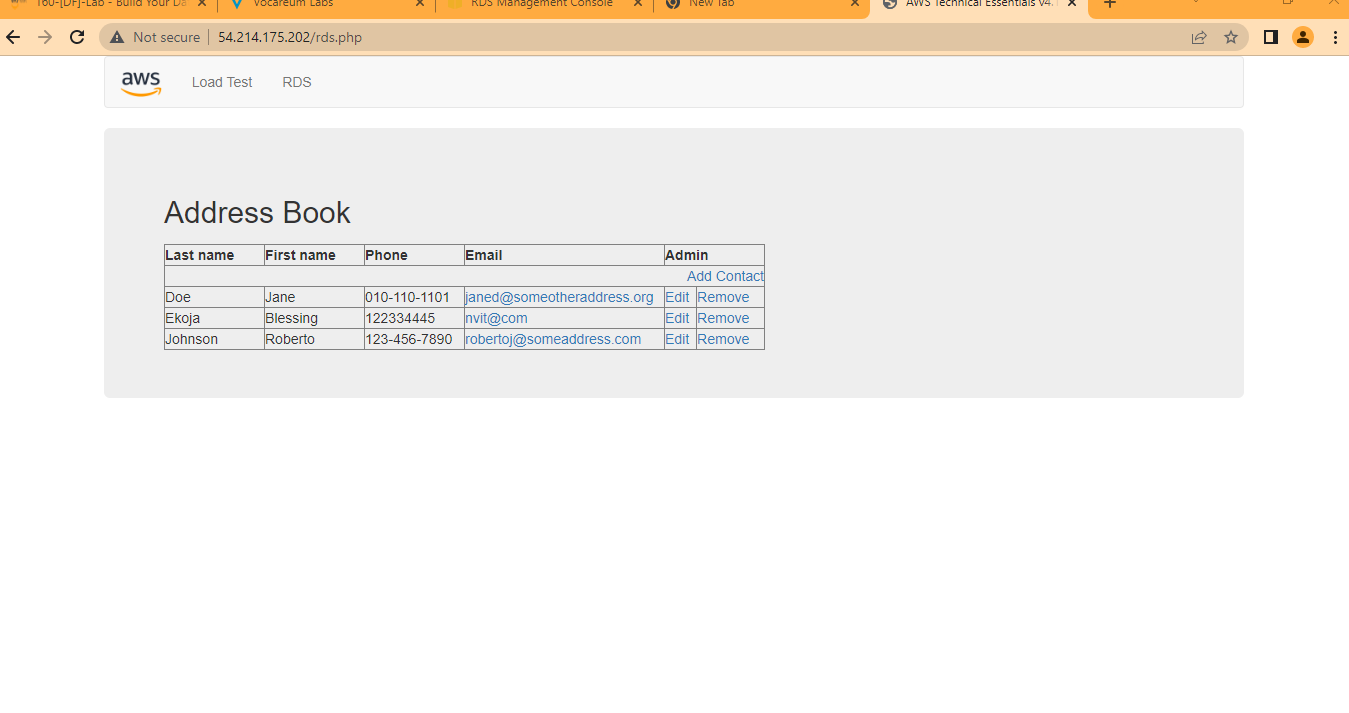 160-[DF]-Lab - Build Your Da
Vocareum Labs
RDS Management Console
New Tab
AWS Technical Essentials v4.
Not secure 54.214.175.202/rds.php
aws Load Test RDS
Address Book
Last name First name Phone Email Admin
Add Contact
Doe Jane 010-110-1101 janed@someotheraddress.org Edit Remove
Ekoja Blessing 122334445 nvit@com Edit Remove
Johnson Roberto 123-456-7890 robertoj@someaddress.com Edit Remove